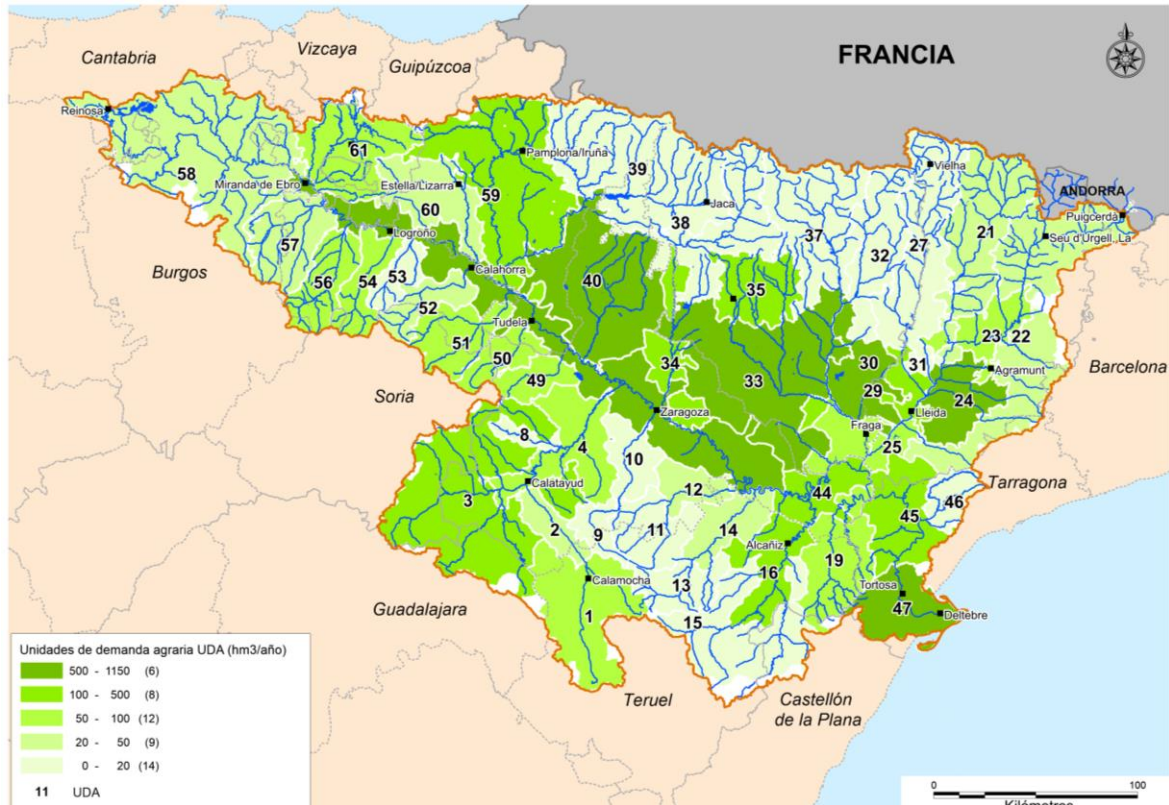 Cantabria
Vizcaya
Guipúzcoa
FRANCIA
Reinosa
61
Pamplona/Iruña
39
Vielha
58
Miranda de Ebro
Estella/Lizarra
59
ANDORRA
Puigcerdá
60
38
Jaca
37
32
27
21
Seu d'Urgell, La
Logroño
57
Burgos
56
54
53
Calahorra
40
35
52
Tudela
51
50
34
33
30
31
23
22
Agramunt
Barcelona
Soria
49
29
24
Zaragoza
Lleida
Fraga
8
4
10
25
Calatayud
12
44
Tarragona
3
46
2
9
11
14
45
Alcañiz
19
Calamocha
13
16
Tortosa
Guadalajara
1
15
47
Deltebre
Teruel
Castellón
de la Plana
Unidades de demanda agraria UDA (hm3/año)
500 - 1150 (6)
100 - 500 (8)
50 - 100 (12)
20 - 50 (9)
0 - 20 (14)
11 UDA
0 100
Kilómetros